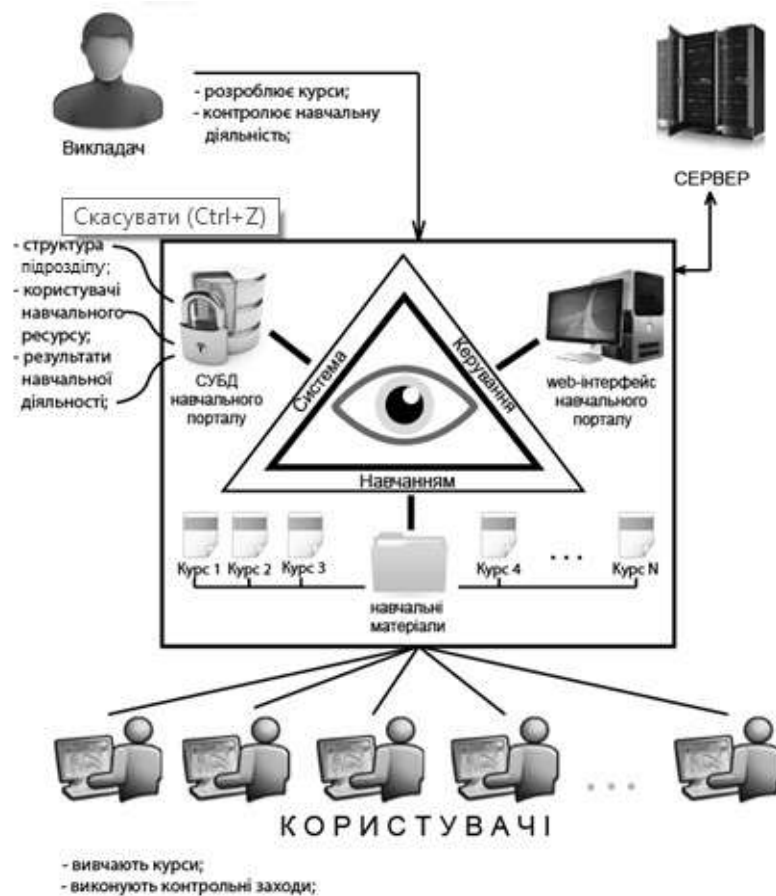 - розроблює курси;
- контролює навчальну
діяльність;
Викладач
СЕРВЕР
Скасувати (Ctrl+Z)
- структура
підрозділу;
- користувачі
навчального
ресурсу;
- результати
навчальної
діяльності;
СУБД
навчального
порталу
Система
Керування
Навчанням
web-інтерфейс
навчального
порталу
Курс 1
Курс 2
Курс 3
Курс 4
...
Курс N
навчальні
матеріали
...
КОРИСТУВАЧІ
- вивчають курси;
- виконують контрольні заходи;